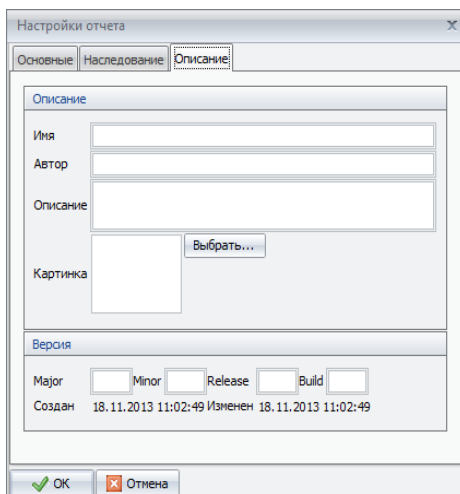 Настройки отчета
Основные Наследование Описание
Описание
Имя
Автор
Описание
Выбрать...
Картинка
Версия
Major Minor Release Build
Создан 18.11.2013 11:02:49 Изменен 18.11.2013 11:02:49
OK Отмена